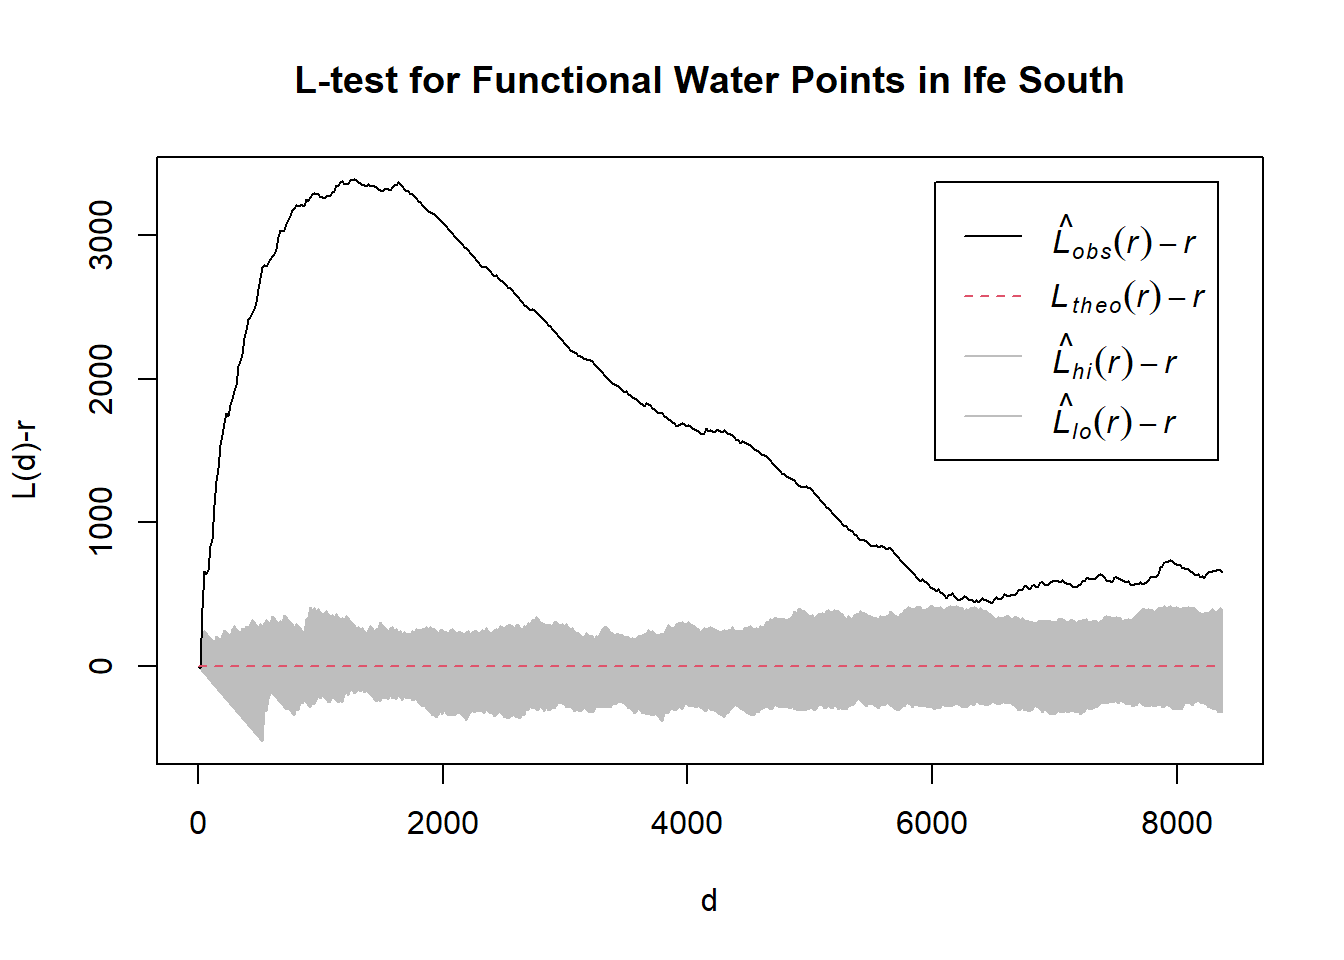 L-test for Functional Water Points in Ife South
L(d)-r
3000
2000
1000
0
L̂obs(r) − r
Ltheo(r) − r
L̂hi(r) − r
L̂lo(r) − r
0 2000 4000 6000 8000
d